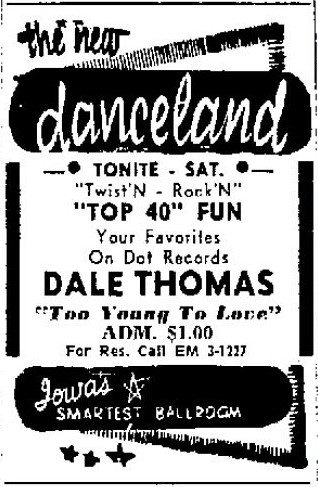 the new
danceland
TONITE - SAT.
"Twist'N - Rock'N"
"TOP 40" FUN
Your Favorites
On Dot Records
DALE THOMAS
"Too Young To Love"
ADM. $1.00
For Res. Call EM 3-1227
Iowa's
SMARTEST BALLROOM